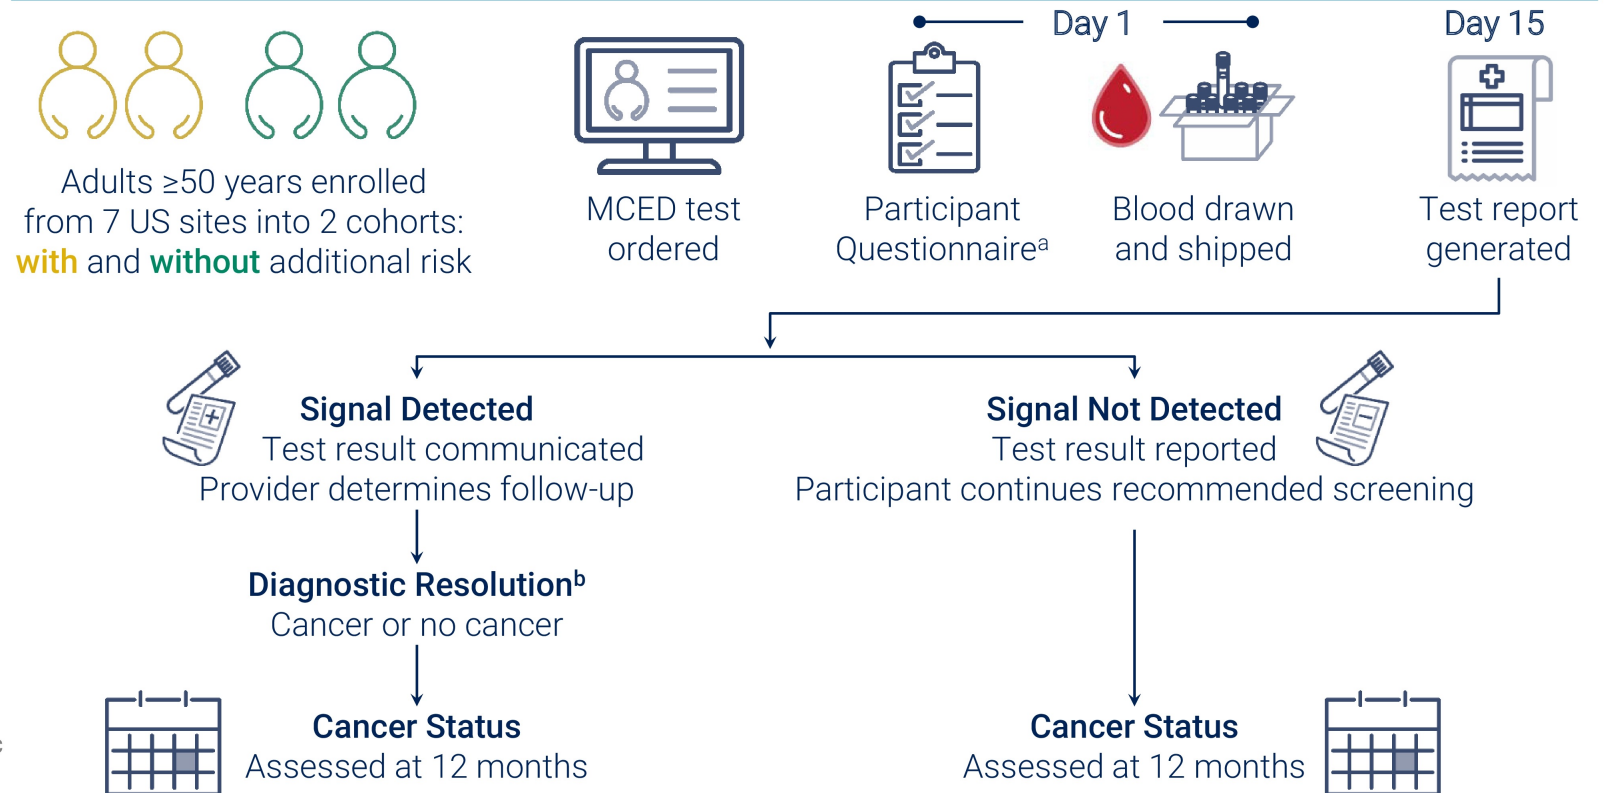 Day 1
Day 15
Adults ≥50 years enrolled
from 7 US sites into 2 cohorts:
with and without additional risk
MCED test
ordered
Participant
Questionnaireᵃ
Blood drawn
and shipped
Test report
generated
Signal Detected
Test result communicated
Provider determines follow-up
Signal Not Detected
Test result reported
Participant continues recommended screening
Diagnostic Resolutionᵇ
Cancer or no cancer
Cancer Status
Assessed at 12 months
Cancer Status
Assessed at 12 months